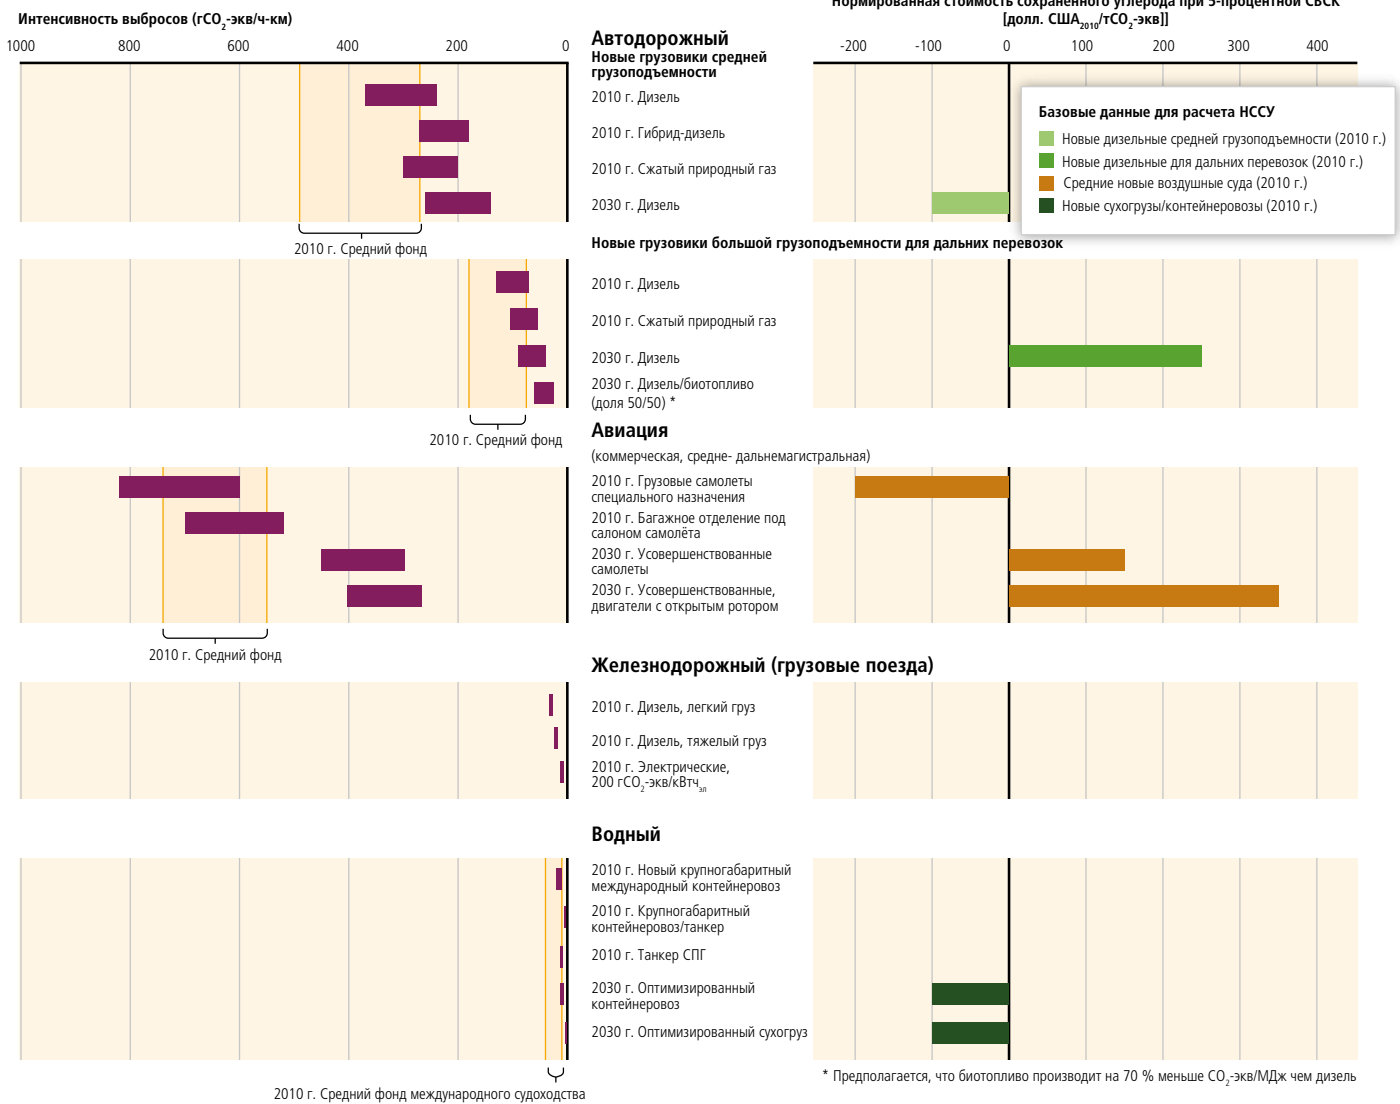 Нормированная стоимость сохраненного углерода при 5-процентной СВСК
[долл. США2010/тCO2-экв]]
Интенсивность выбросов (гCO2-экв/ч-км)
1000 800 600 400 200 0
-200 -100 0 100 200 300 400
Автодорожный
Новые грузовики средней
грузоподъемности
2010 г. Дизель
2010 г. Гибрид-дизель
2010 г. Сжатый природный газ
2030 г. Дизель
2010 г. Средний фонд
Базовые данные для расчета НССУ
Новые дизельные средней грузоподъемности (2010 г.)
Новые дизельные для дальних перевозок (2010 г.)
Средние новые воздушные суда (2010 г.)
Новые сухогрузы/контейнеровозы (2010 г.)
Новые грузовики большой грузоподъемности для дальних перевозок
2010 г. Дизель
2010 г. Сжатый природный газ
2030 г. Дизель
2030 г. Дизель/биотопливо
(доля 50/50) *
2010 г. Средний фонд
Авиация
(коммерческая, средне- дальнемагистральная)
2010 г. Грузовые самолеты
специального назначения
2010 г. Багажное отделение под
салоном самолёта
2030 г. Усовершенствованные
самолеты
2030 г. Усовершенствованные,
двигатели с открытым ротором
2010 г. Средний фонд
Железнодорожный (грузовые поезда)
2010 г. Дизель, легкий груз
2010 г. Дизель, тяжелый груз
2010 г. Электрические,
200 гCO2-экв/кВтчэл
Водный
2010 г. Новый крупногабаритный
международный контейнеровоз
2010 г. Крупногабаритный
контейнеровоз/танкер
2010 г. Танкер СПГ
2030 г. Оптимизированный
контейнеровоз
2030 г. Оптимизированный сухогруз
2010 г. Средний фонд международного судоходства
* Предполагается, что биотопливо производит на 70 % меньше CO2-экв/МДж чем дизель